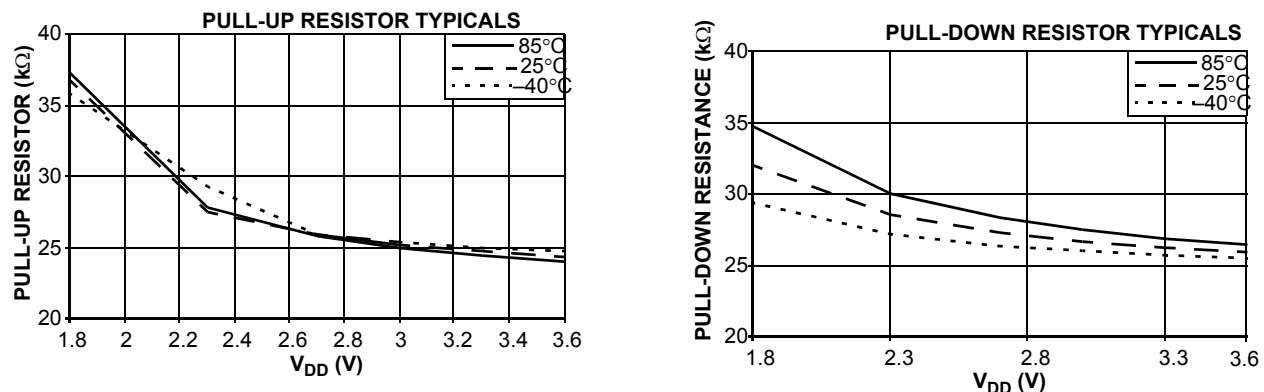 PULL-UP RESISTOR TYPICALS
PULL-UP RESISTOR (kΩ)
40
35
30
25
20
85°C
25°C
–40°C
1.8 2 2.2 2.4 2.6 2.8 3 3.2 3.4 3.6
VDD (V)
PULL-DOWN RESISTOR TYPICALS
PULL-DOWN RESISTANCE (kΩ)
40
35
30
25
20
85°C
25°C
–40°C
1.8 2.3 2.8 3.3 3.6
VDD (V)